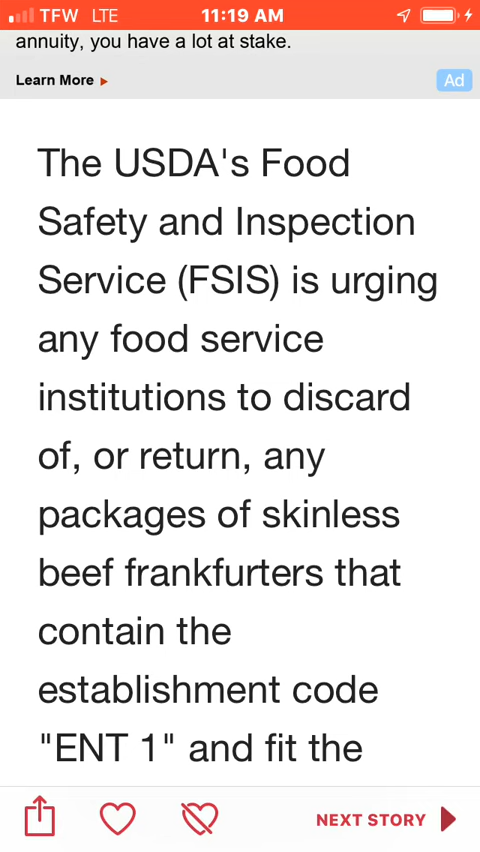 TFW LTE 11:19 AM
annuity, you have a lot at stake.
Learn More
Ad
The USDA's Food
Safety and Inspection
Service (FSIS) is urging
any food service
institutions to discard
of, or return, any
packages of skinless
beef frankfurters that
contain the
establishment code
"ENT 1" and fit the
NEXT STORY